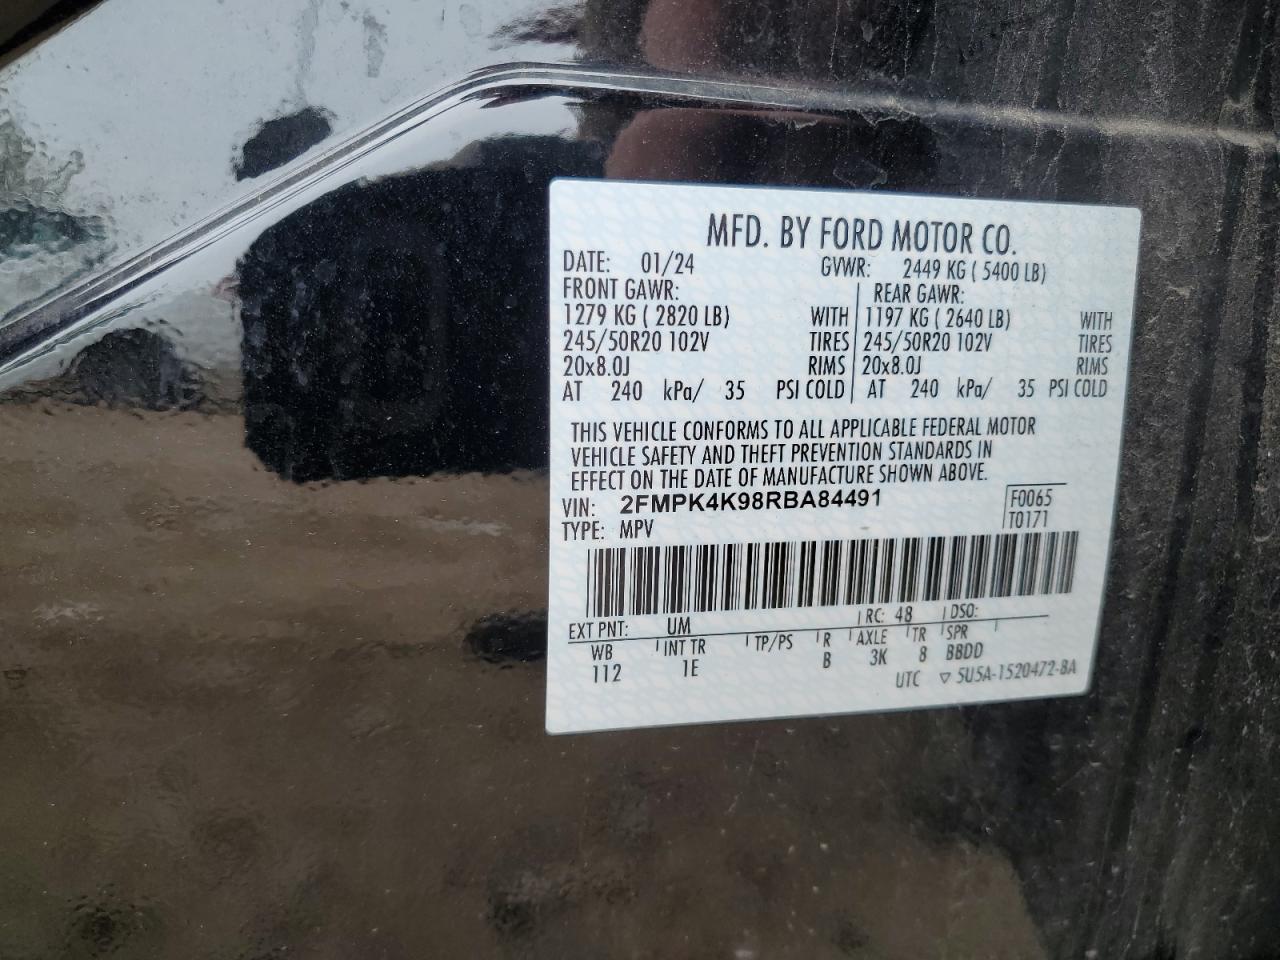 MFD. BY FORD MOTOR CO.
DATE: 01/24 GVWR: 2449 KG ( 5400 LB)
FRONT GAWR: REAR GAWR:
1279 KG ( 2820 LB) WITH 1197 KG ( 2640 LB) WITH
245/50R20 102V TIRES 245/50R20 102V TIRES
20x8.0J RIMS 20x8.0J RIMS
AT 240 kPa/ 35 PSI COLD AT 240 kPa/ 35 PSI COLD
THIS VEHICLE CONFORMS TO ALL APPLICABLE FEDERAL MOTOR
VEHICLE SAFETY AND THEFT PREVENTION STANDARDS IN
EFFECT ON THE DATE OF MANUFACTURE SHOWN ABOVE.
VIN: 2FMPK4K98RBA84491 F0065
TYPE: MPV T0171
EXT PNT: UM RC: 48 DSO:
WB INT TR TP/PS R AXLE TR SPR
112 1E B 3K 8 BBDD
UTC ▽ 5U5A-1520472-BA